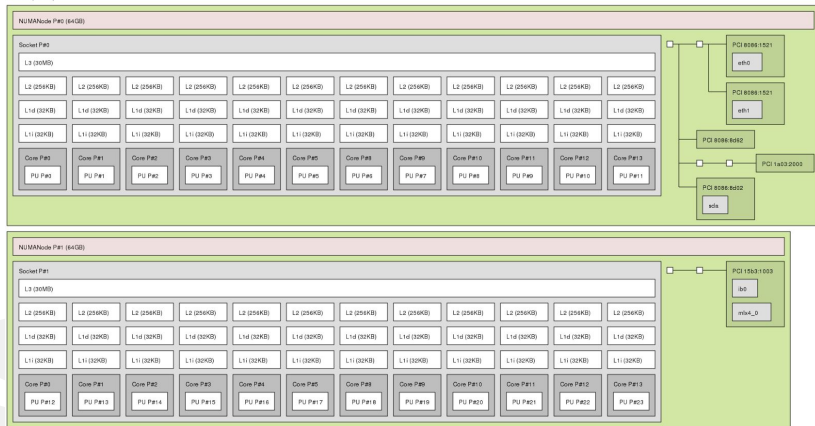 NUMANode P#0 (64GB)
Socket P#0
L3 (30MB)
L2 (256KB) L2 (256KB) L2 (256KB) L2 (256KB) L2 (256KB) L2 (256KB) L2 (256KB) L2 (256KB) L2 (256KB) L2 (256KB) L2 (256KB) L2 (256KB)
L1d (32KB) L1d (32KB) L1d (32KB) L1d (32KB) L1d (32KB) L1d (32KB) L1d (32KB) L1d (32KB) L1d (32KB) L1d (32KB) L1d (32KB) L1d (32KB)
L1i (32KB) L1i (32KB) L1i (32KB) L1i (32KB) L1i (32KB) L1i (32KB) L1i (32KB) L1i (32KB) L1i (32KB) L1i (32KB) L1i (32KB) L1i (32KB)
Core P#0 Core P#1 Core P#2 Core P#3 Core P#4 Core P#5 Core P#8 Core P#9 Core P#10 Core P#11 Core P#12 Core P#13
PU P#0 PU P#1 PU P#2 PU P#3 PU P#4 PU P#5 PU P#6 PU P#7 PU P#8 PU P#9 PU P#10 PU P#11
PCI 8086:1521
eth0
PCI 8086:1521
eth1
PCI 8086:8d62
PCI 1a03:2000
PCI 8086:8d02
sda
NUMANode P#1 (64GB)
Socket P#1
L3 (30MB)
L2 (256KB) L2 (256KB) L2 (256KB) L2 (256KB) L2 (256KB) L2 (256KB) L2 (256KB) L2 (256KB) L2 (256KB) L2 (256KB) L2 (256KB) L2 (256KB)
L1d (32KB) L1d (32KB) L1d (32KB) L1d (32KB) L1d (32KB) L1d (32KB) L1d (32KB) L1d (32KB) L1d (32KB) L1d (32KB) L1d (32KB) L1d (32KB)
L1i (32KB) L1i (32KB) L1i (32KB) L1i (32KB) L1i (32KB) L1i (32KB) L1i (32KB) L1i (32KB) L1i (32KB) L1i (32KB) L1i (32KB) L1i (32KB)
Core P#0 Core P#1 Core P#2 Core P#3 Core P#4 Core P#5 Core P#8 Core P#9 Core P#10 Core P#11 Core P#12 Core P#13
PU P#12 PU P#13 PU P#14 PU P#15 PU P#16 PU P#17 PU P#18 PU P#19 PU P#20 PU P#21 PU P#22 PU P#23
PCI 15b3:1003
ib0
mlx4_0